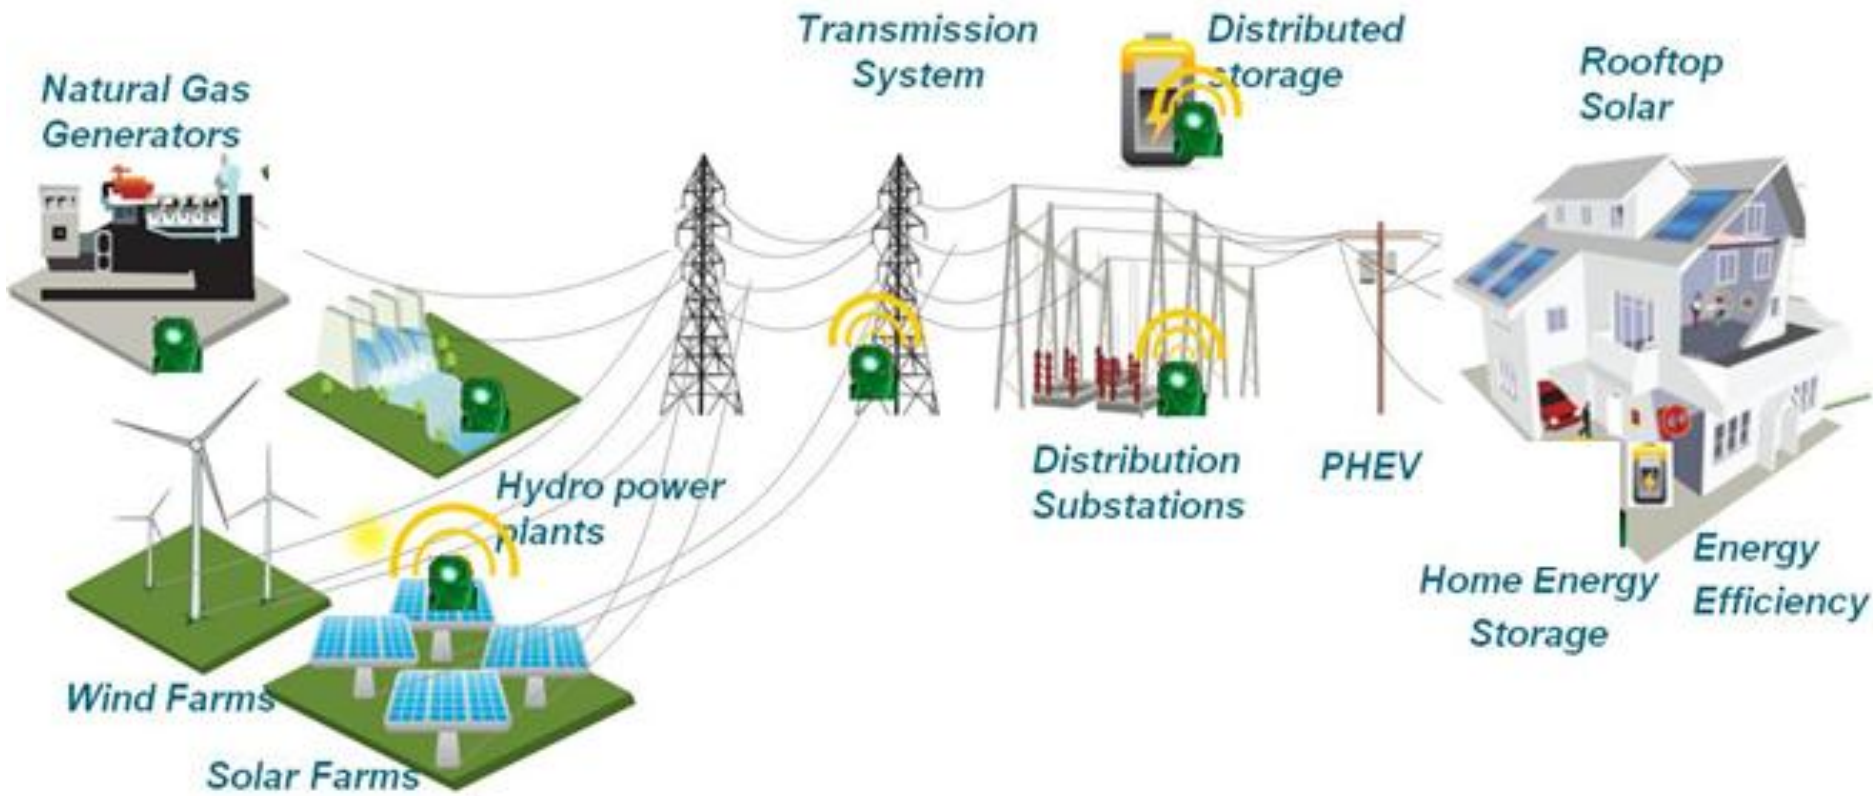 Natural Gas
Generators
Transmission
System
Distributed
storage
Rooftop
Solar
Hydro power
plants
Distribution
Substations
PHEV
Home Energy
Storage
Energy
Efficiency
Wind Farms
Solar Farms